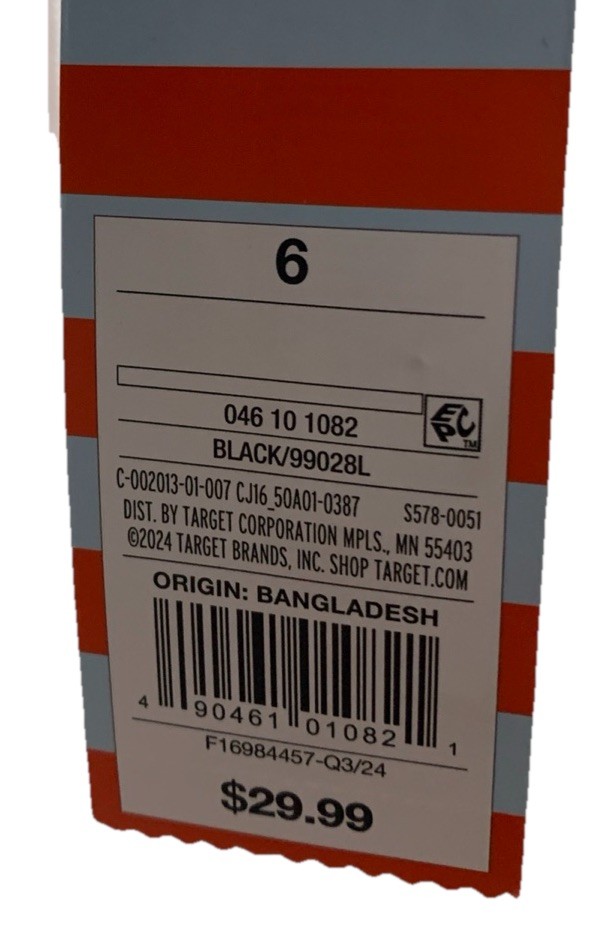 6
046 10 1082
EPC TM
BLACK/99028L
C-002013-01-007 CJ16_50A01-0387 S578-0051
DIST. BY TARGET CORPORATION MPLS., MN 55403
©2024 TARGET BRANDS, INC. SHOP TARGET.COM
ORIGIN: BANGLADESH
4 90461 01082 1
F16984457-Q3/24
$29.99